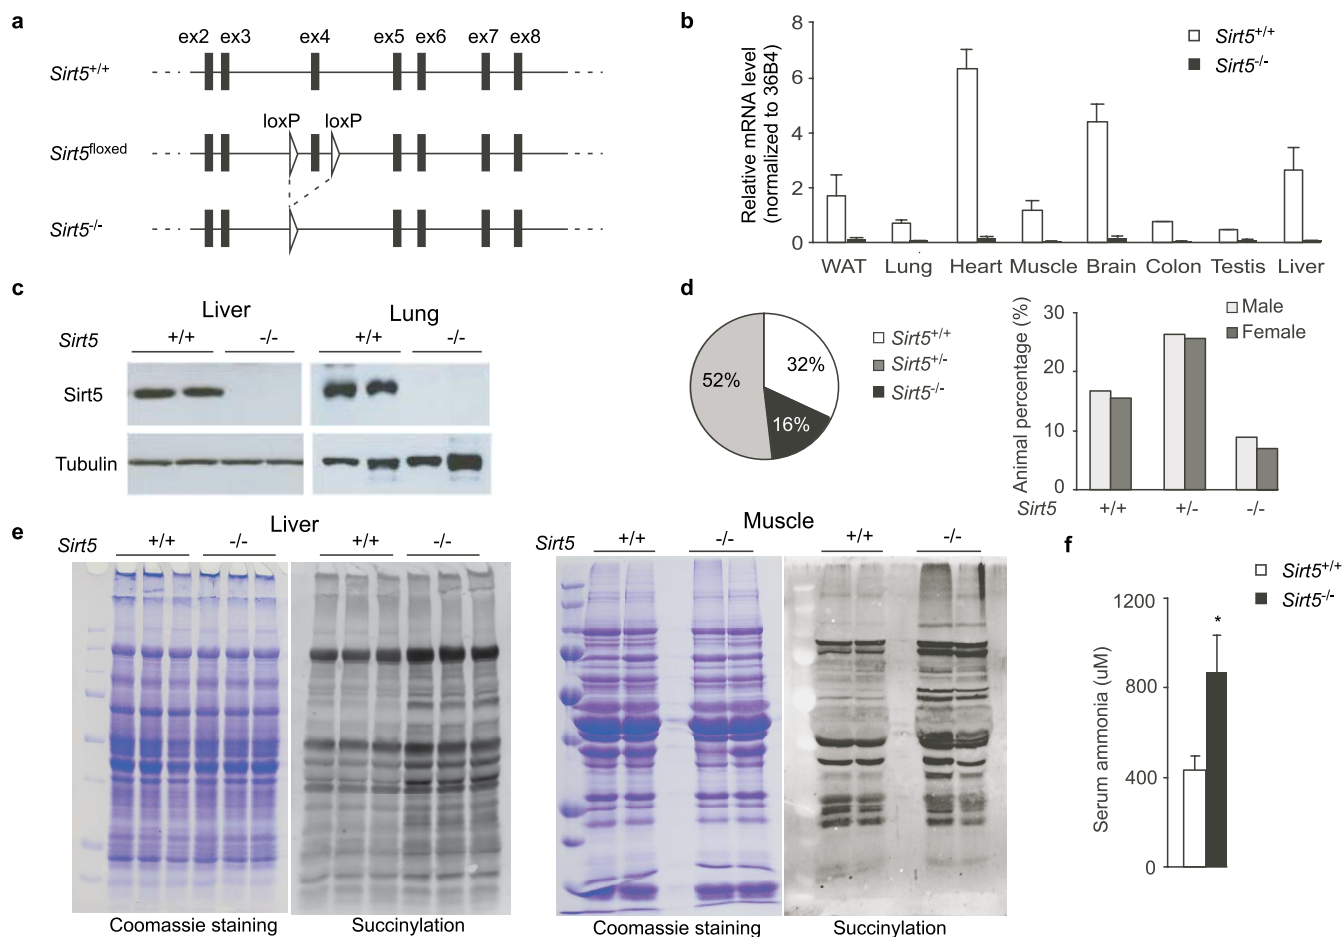 a
ex2 ex3 ex4 ex5 ex6 ex7 ex8
Sirt5+/+
loxP loxP
Sirt5floxed
Sirt5-/-
b
Relative mRNA level
(normalized to 36B4)
8
6
4
2
0
Sirt5+/+
Sirt5-/-
WAT Lung Heart Muscle Brain Colon Testis Liver
c
Liver Lung
Sirt5 +/+ -/- +/+ -/-
Sirt5
Tubulin
d
52% 32%
16%
Sirt5+/+
Sirt5+/-
Sirt5-/-
Animal percentage (%)
30
20
10
0
Male
Female
Sirt5 +/+ +/- -/-
e
Liver Muscle
Sirt5 +/+ -/- +/+ -/- Sirt5 +/+ -/- +/+ -/-
Coomassie staining Succinylation Coomassie staining Succinylation
f
Sirt5+/+
Sirt5-/-
Serum ammonia (uM)
1200
800
400
0
*